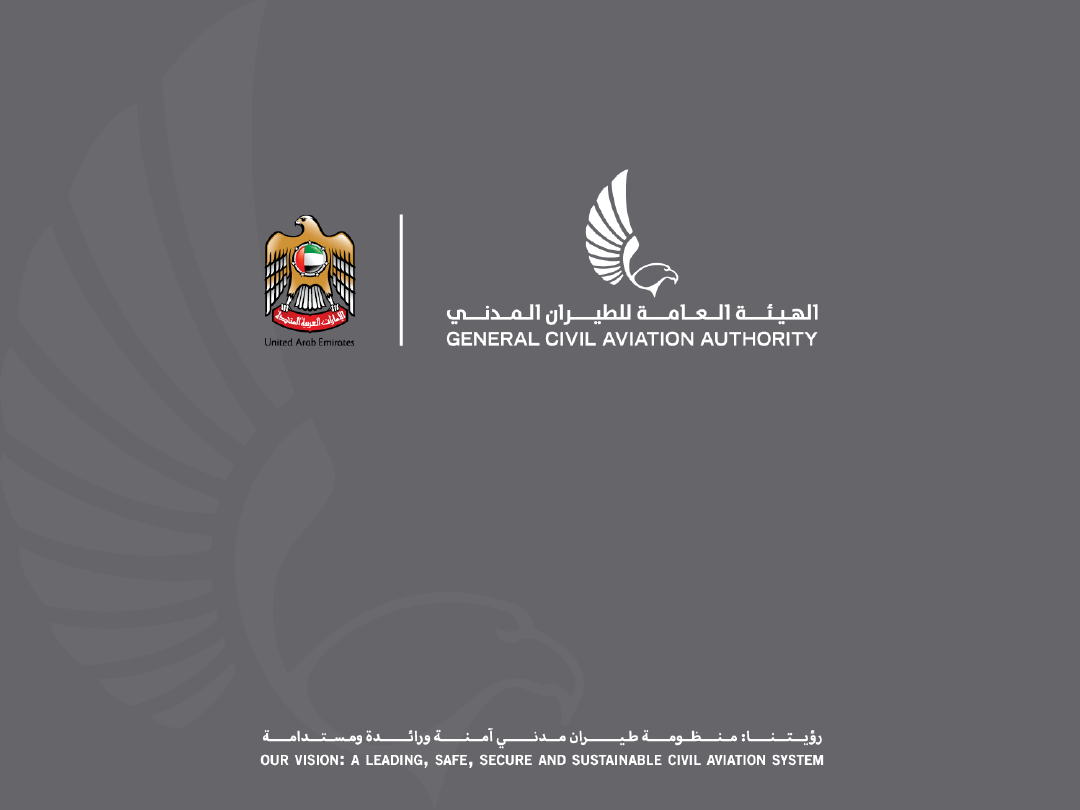 الإمارات العربية المتحدة
United Arab Emirates
الهيئة العامة للطيران المدني
GENERAL CIVIL AVIATION AUTHORITY
رؤيتنا: منظومة طيران مدني آمنة ورائدة ومستدامة
OUR VISION: A LEADING, SAFE, SECURE AND SUSTAINABLE CIVIL AVIATION SYSTEM